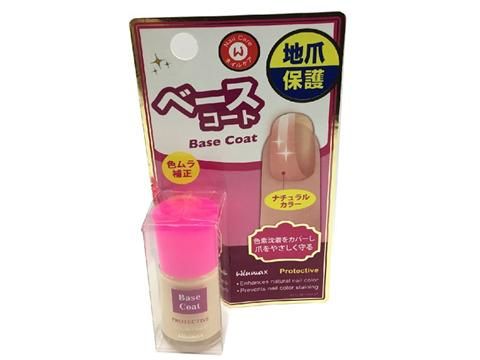 Nail Care
W
ネイルケア
地爪
保護
ベース
コート
Base Coat
色ムラ
補正
ナチュラル
カラー
色素沈着をカバーし
爪をやさしく守る
Winmax
Protective
• Enhances natural nail color
• Prevents nail color staining
Base
Coat
PROTECTIVE